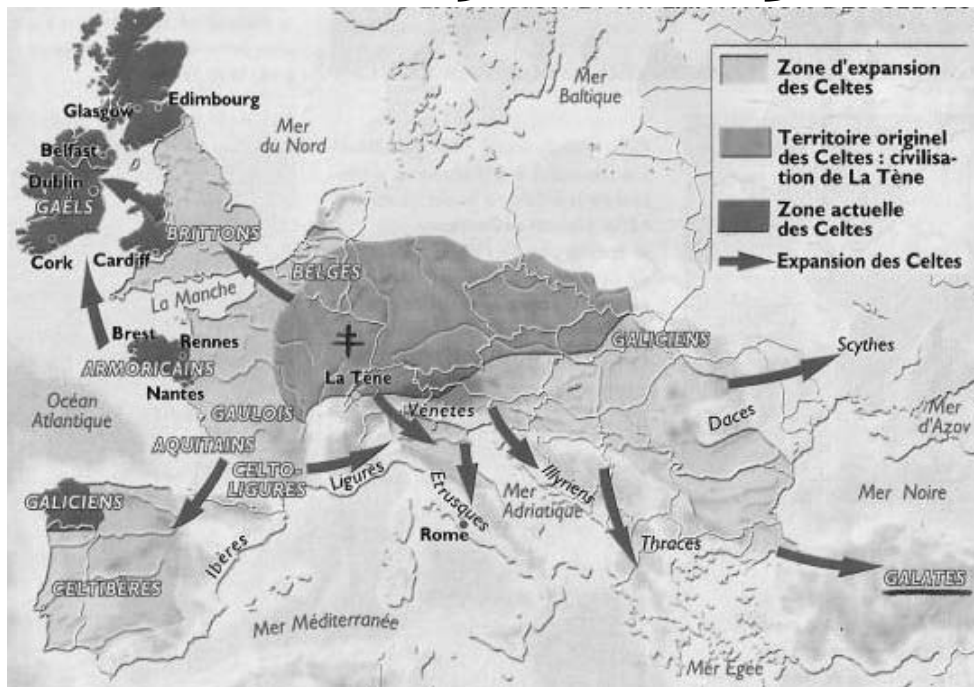 Zone d'expansion
des Celtes
Territoire originel
des Celtes : civilisa-
tion de La Tène
Zone actuelle
des Celtes
Expansion des Celtes
Mer
Baltique
Mer
du Nord
Glasgow
Edimbourg
Belfast
Dublin
GAËLS
Cork
Cardiff
BRITTONS
BELGES
La Manche
Brest
Rennes
ARMORICAINS
Nantes
La Tène
GALICIENS
Scythes
Océan
Atlantique
GAULOIS
Vénètes
Daces
Mer
d'Azov
AQUITAINS
CELTO-
LIGURES
Ligures
Etrusques
Illyriens
Mer
Adriatique
Mer Noire
GALICIENS
Rome
Ibères
Thraces
CELTIBÈRES
GALATES
Mer Méditerranée
Mer Egée